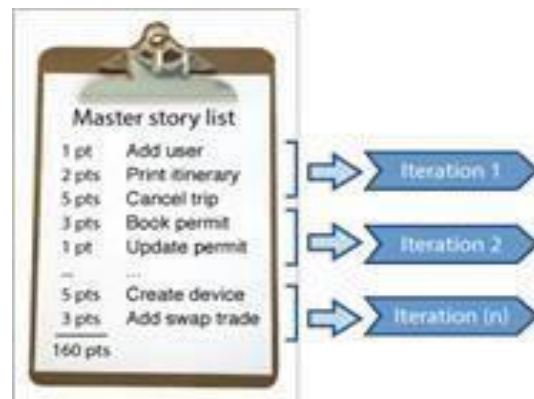 Master story list
1 pt Add user
2 pts Print itinerary
5 pts Cancel trip
3 pts Book permit
1 pt Update permit
... ...
5 pts Create device
3 pts Add swap trade
160 pts
Iteration 1
Iteration 2
Iteration (n)